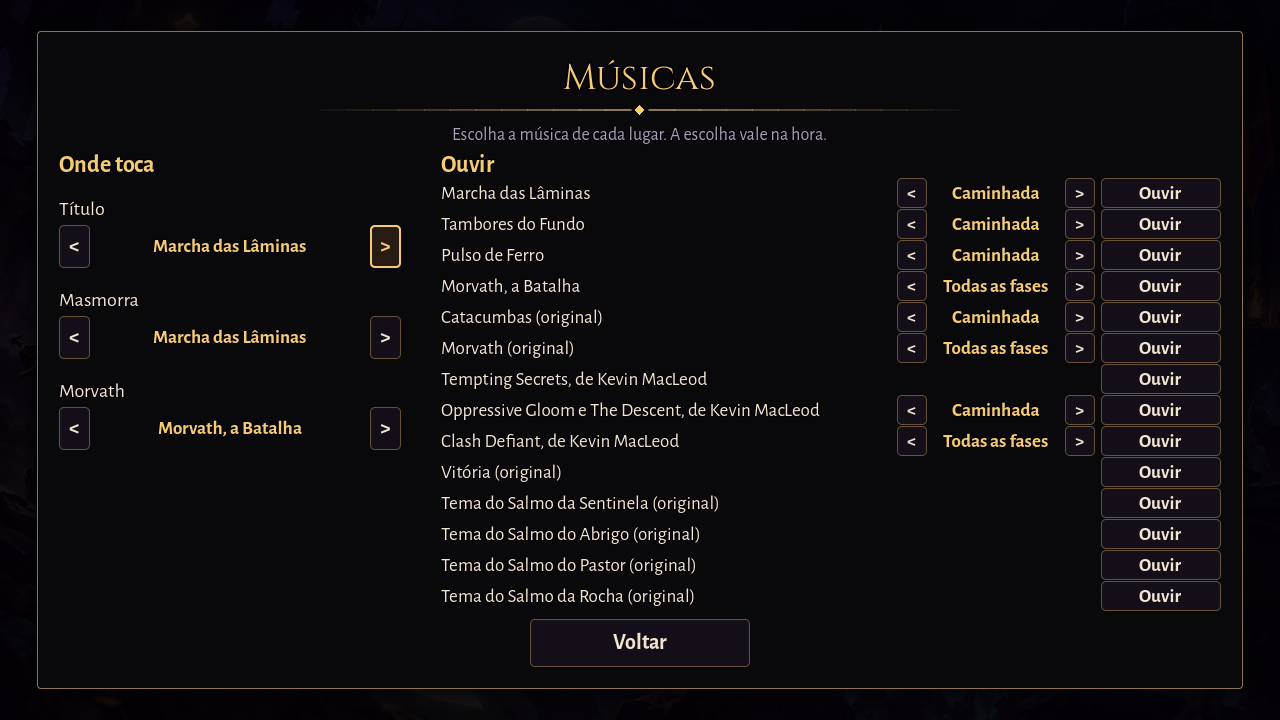 Músicas
Escolha a música de cada lugar. A escolha vale na hora.
Onde toca
Título
< Marcha das Lâminas >
Masmorra
< Marcha das Lâminas >
Morvath
< Morvath, a Batalha >
Ouvir
Marcha das Lâminas < Caminhada > Ouvir
Tambores do Fundo < Caminhada > Ouvir
Pulso de Ferro < Caminhada > Ouvir
Morvath, a Batalha < Todas as fases > Ouvir
Catacumbas (original) < Caminhada > Ouvir
Morvath (original) < Todas as fases > Ouvir
Tempting Secrets, de Kevin MacLeod Ouvir
Oppressive Gloom e The Descent, de Kevin MacLeod < Caminhada > Ouvir
Clash Defiant, de Kevin MacLeod < Todas as fases > Ouvir
Vitória (original) Ouvir
Tema do Salmo da Sentinela (original) Ouvir
Tema do Salmo do Abrigo (original) Ouvir
Tema do Salmo do Pastor (original) Ouvir
Tema do Salmo da Rocha (original) Ouvir
Voltar